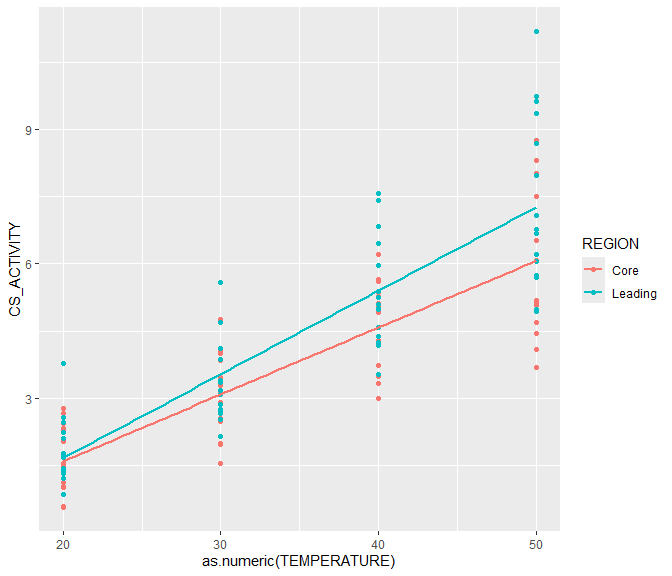 9
6
3
CS_ACTIVITY
20 30 40 50
as.numeric(TEMPERATURE)
REGION
Core
Leading